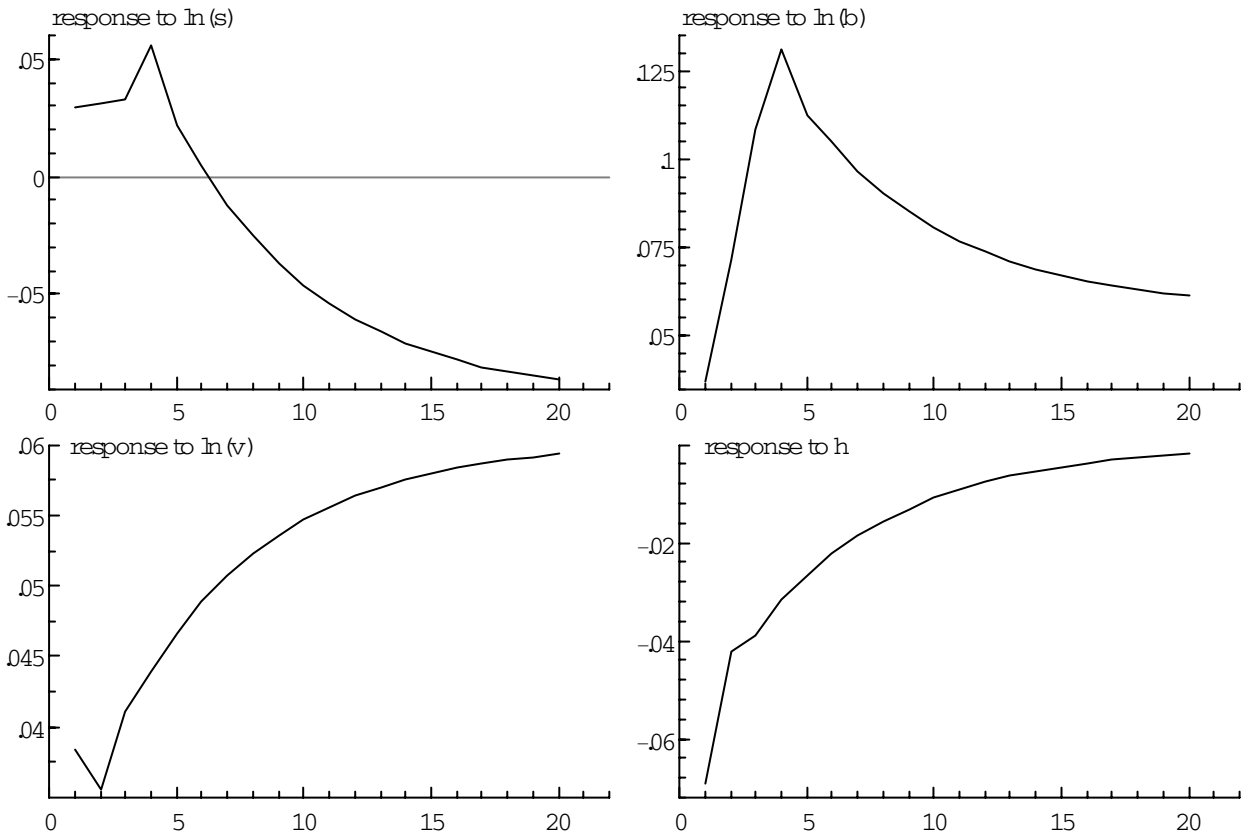 response to ln(s)
.05
0
-.05
0 5 10 15 20
response to ln(b)
.125
.1
.075
.05
0 5 10 15 20
response to ln(v)
.06
.055
.05
.045
.04
0 5 10 15 20
response to h
-.02
-.04
-.06
0 5 10 15 20